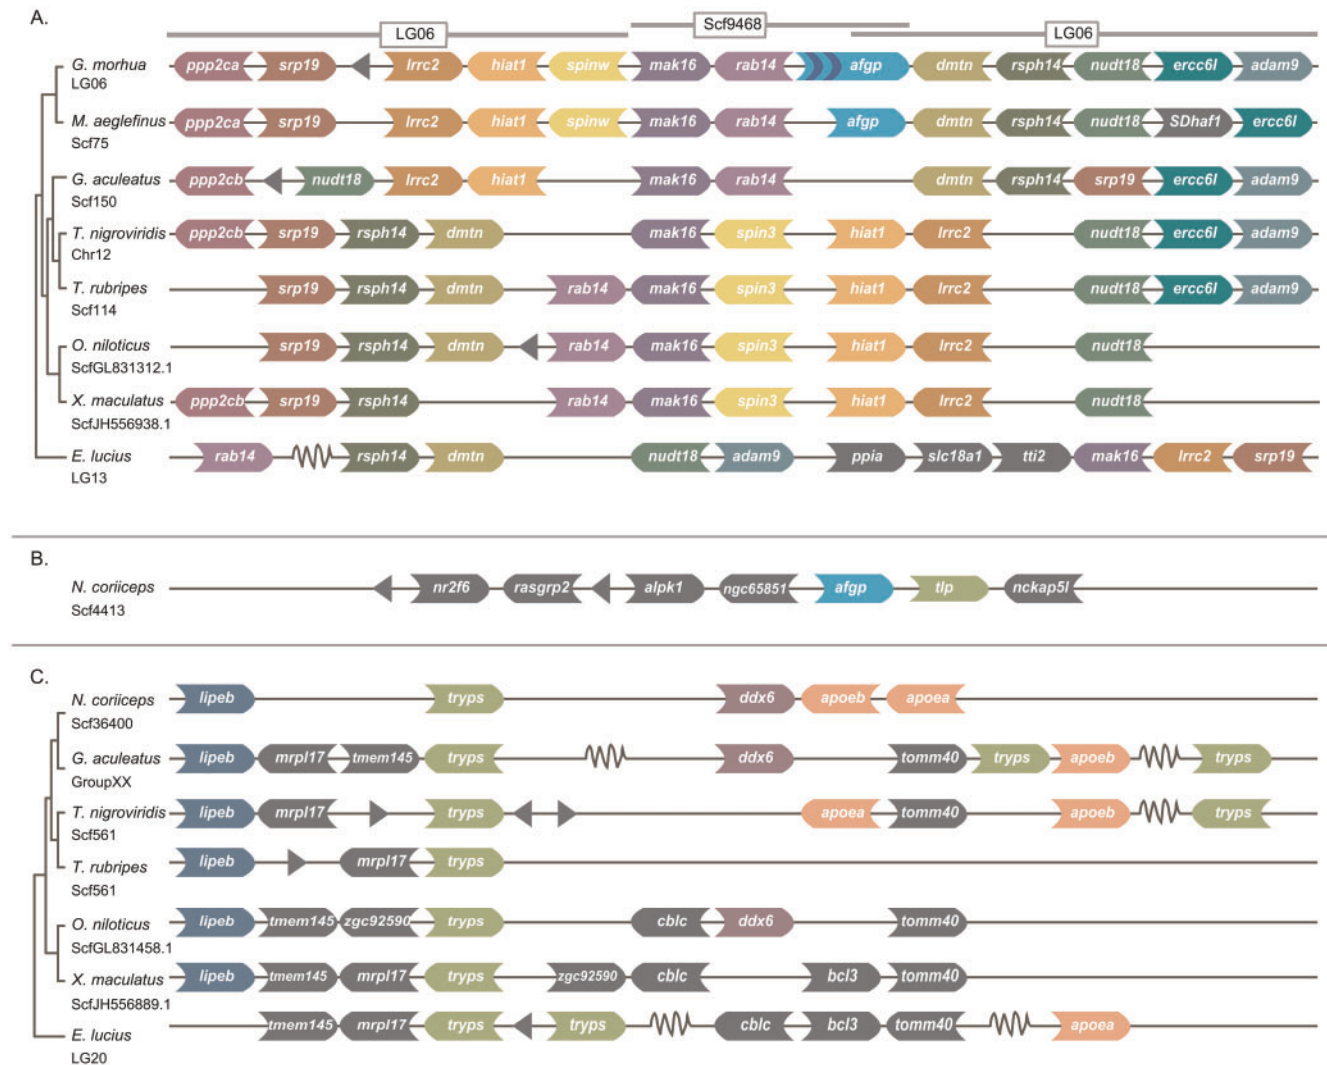 A.
LG06 Scf9468 LG06
G. morhua ppp2ca srp19 lrrc2 hiat1 spinw mak16 rab14 afgp dmtn rsph14 nudt18 ercc6l adam9
LG06
M. aeglefinus ppp2ca srp19 lrrc2 hiat1 spinw mak16 rab14 afgp dmtn rsph14 nudt18 SDhaf1 ercc6l
Scf75
G. aculeatus ppp2cb nudt18 lrrc2 hiat1 mak16 rab14 dmtn rsph14 srp19 ercc6l adam9
Scf150
T. nigroviridis ppp2cb srp19 rsph14 dmtn mak16 spin3 hiat1 lrrc2 nudt18 ercc6l adam9
Chr12
T. rubripes srp19 rsph14 dmtn rab14 mak16 spin3 hiat1 lrrc2 nudt18 ercc6l adam9
Scf114
O. niloticus srp19 rsph14 dmtn rab14 mak16 spin3 hiat1 lrrc2 nudt18
ScfGL831312.1
X. maculatus ppp2cb srp19 rsph14 rab14 mak16 spin3 hiat1 lrrc2 nudt18
ScfJH556938.1
E. lucius rab14 rsph14 dmtn nudt18 adam9 ppia slc18a1 tti2 mak16 lrrc2 srp19
LG13
B.
N. coriiceps nr2f6 rasgrp2 alpk1 ngc65851 afgp tlp nckap5l
Scf4413
C.
N. coriiceps lipeb tryps ddx6 apoeb apoea
Scf36400
G. aculeatus lipeb mrpl17 tmem145 tryps ddx6 tomm40 tryps apoeb tryps
GroupXX
T. nigroviridis lipeb mrpl17 tryps apoea tomm40 apoeb tryps
Scf561
T. rubripes lipeb mrpl17 tryps
Scf561
O. niloticus lipeb tmem145 zgc92590 tryps cblc ddx6 tomm40
ScfGL831458.1
X. maculatus lipeb tmem145 mrpl17 tryps zgc92590 cblc bcl3 tomm40
ScfJH556889.1
E. lucius tmem145 mrpl17 tryps tryps cblc bcl3 tomm40 apoea
LG20